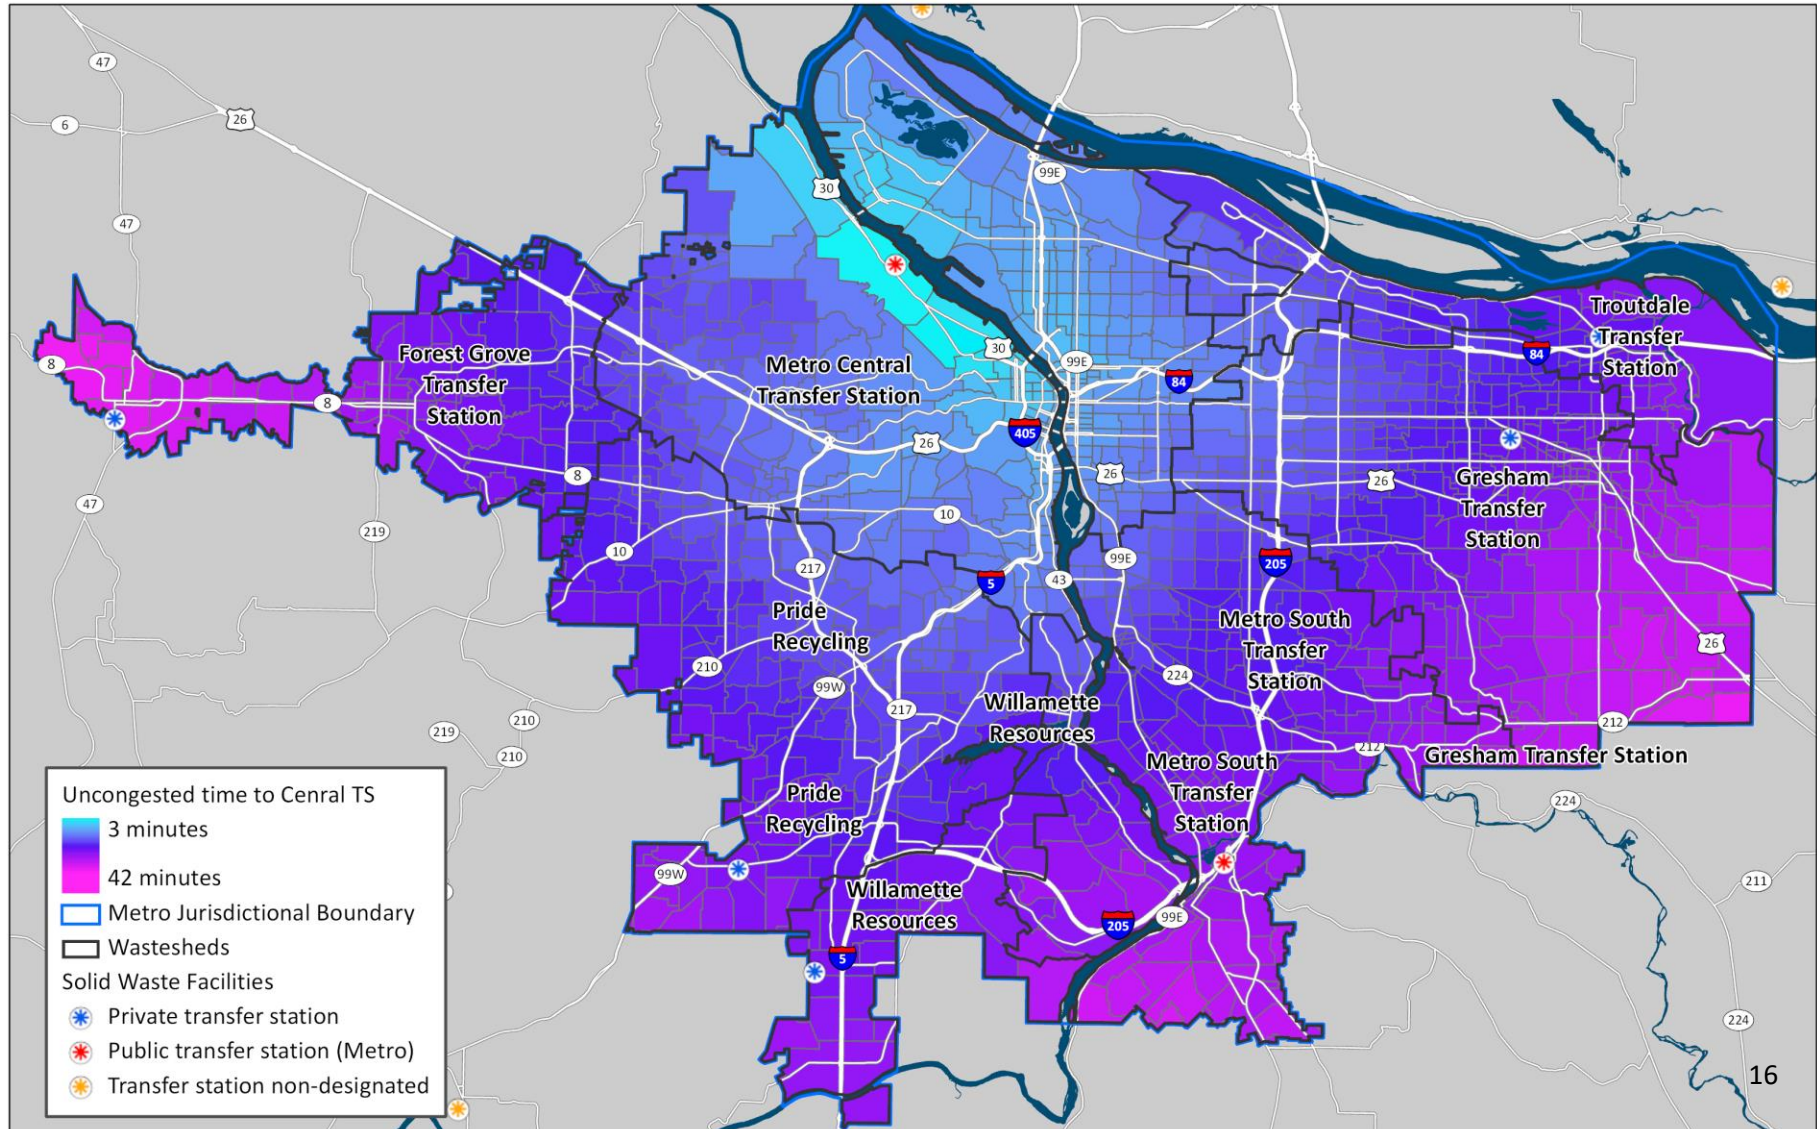 47
26
6
47
30
99E
Forest Grove
Transfer
Station
8
8
Metro Central
Transfer Station
30
99E
84
84
Troutdale
Transfer
Station
405
26
8
26
26
Gresham
Transfer
Station
47
219
10
10
217
5
43
99E
205
Pride
Recycling
Metro South
Transfer
Station
210
99W
217
224
26
Willamette
Resources
219
210
210
212
212
Gresham Transfer Station
Metro South
Transfer
Station
Pride
Recycling
224
99W
Willamette
Resources
211
205
99E
5
224
Uncongested time to Cenral TS
3 minutes
42 minutes
Metro Jurisdictional Boundary
Wastesheds
Solid Waste Facilities
Private transfer station
Public transfer station (Metro)
Transfer station non-designated
16